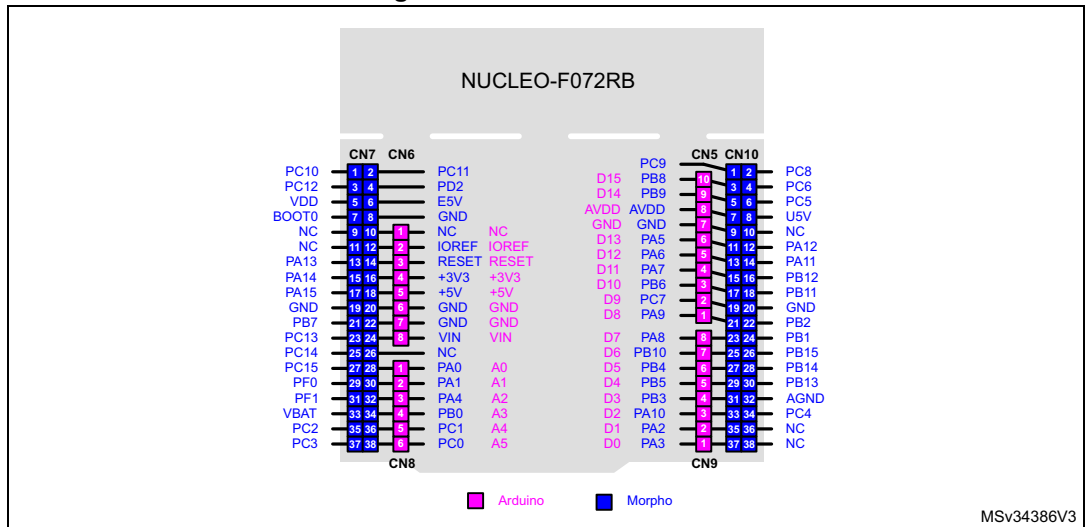 NUCLEO-F072RB
CN7 CN6 CN5 CN10
PC9
PC10 1 2 PC11 D15 PB8 10 1 2 PC8
PC12 3 4 PD2 D14 PB9 9 3 4 PC6
VDD 5 6 E5V AVDD AVDD 8 5 6 PC5
BOOT0 7 8 GND GND GND 7 7 8 U5V
NC 9 10 1 NC NC D13 PA5 6 9 10 NC
NC 11 12 2 IOREF IOREF D12 PA6 5 11 12 PA12
PA13 13 14 3 RESET RESET D11 PA7 4 13 14 PA11
PA14 15 16 4 +3V3 +3V3 D10 PB6 3 15 16 PB12
PA15 17 18 5 +5V +5V D9 PC7 2 17 18 PB11
GND 19 20 6 GND GND D8 PA9 1 19 20 GND
PB7 21 22 7 GND GND 21 22 PB2
PC13 23 24 8 VIN VIN D7 PA8 8 23 24 PB1
PC14 25 26 NC D6 PB10 7 25 26 PB15
PC15 27 28 1 PA0 A0 D5 PB4 6 27 28 PB14
PF0 29 30 2 PA1 A1 D4 PB5 5 29 30 PB13
PF1 31 32 3 PA4 A2 D3 PB3 4 31 32 AGND
VBAT 33 34 4 PB0 A3 D2 PA10 3 33 34 PC4
PC2 35 36 5 PC1 A4 D1 PA2 2 35 36 NC
PC3 37 38 6 PC0 A5 D0 PA3 1 37 38 NC
CN8 CN9
Arduino Morpho
MSv34386V3